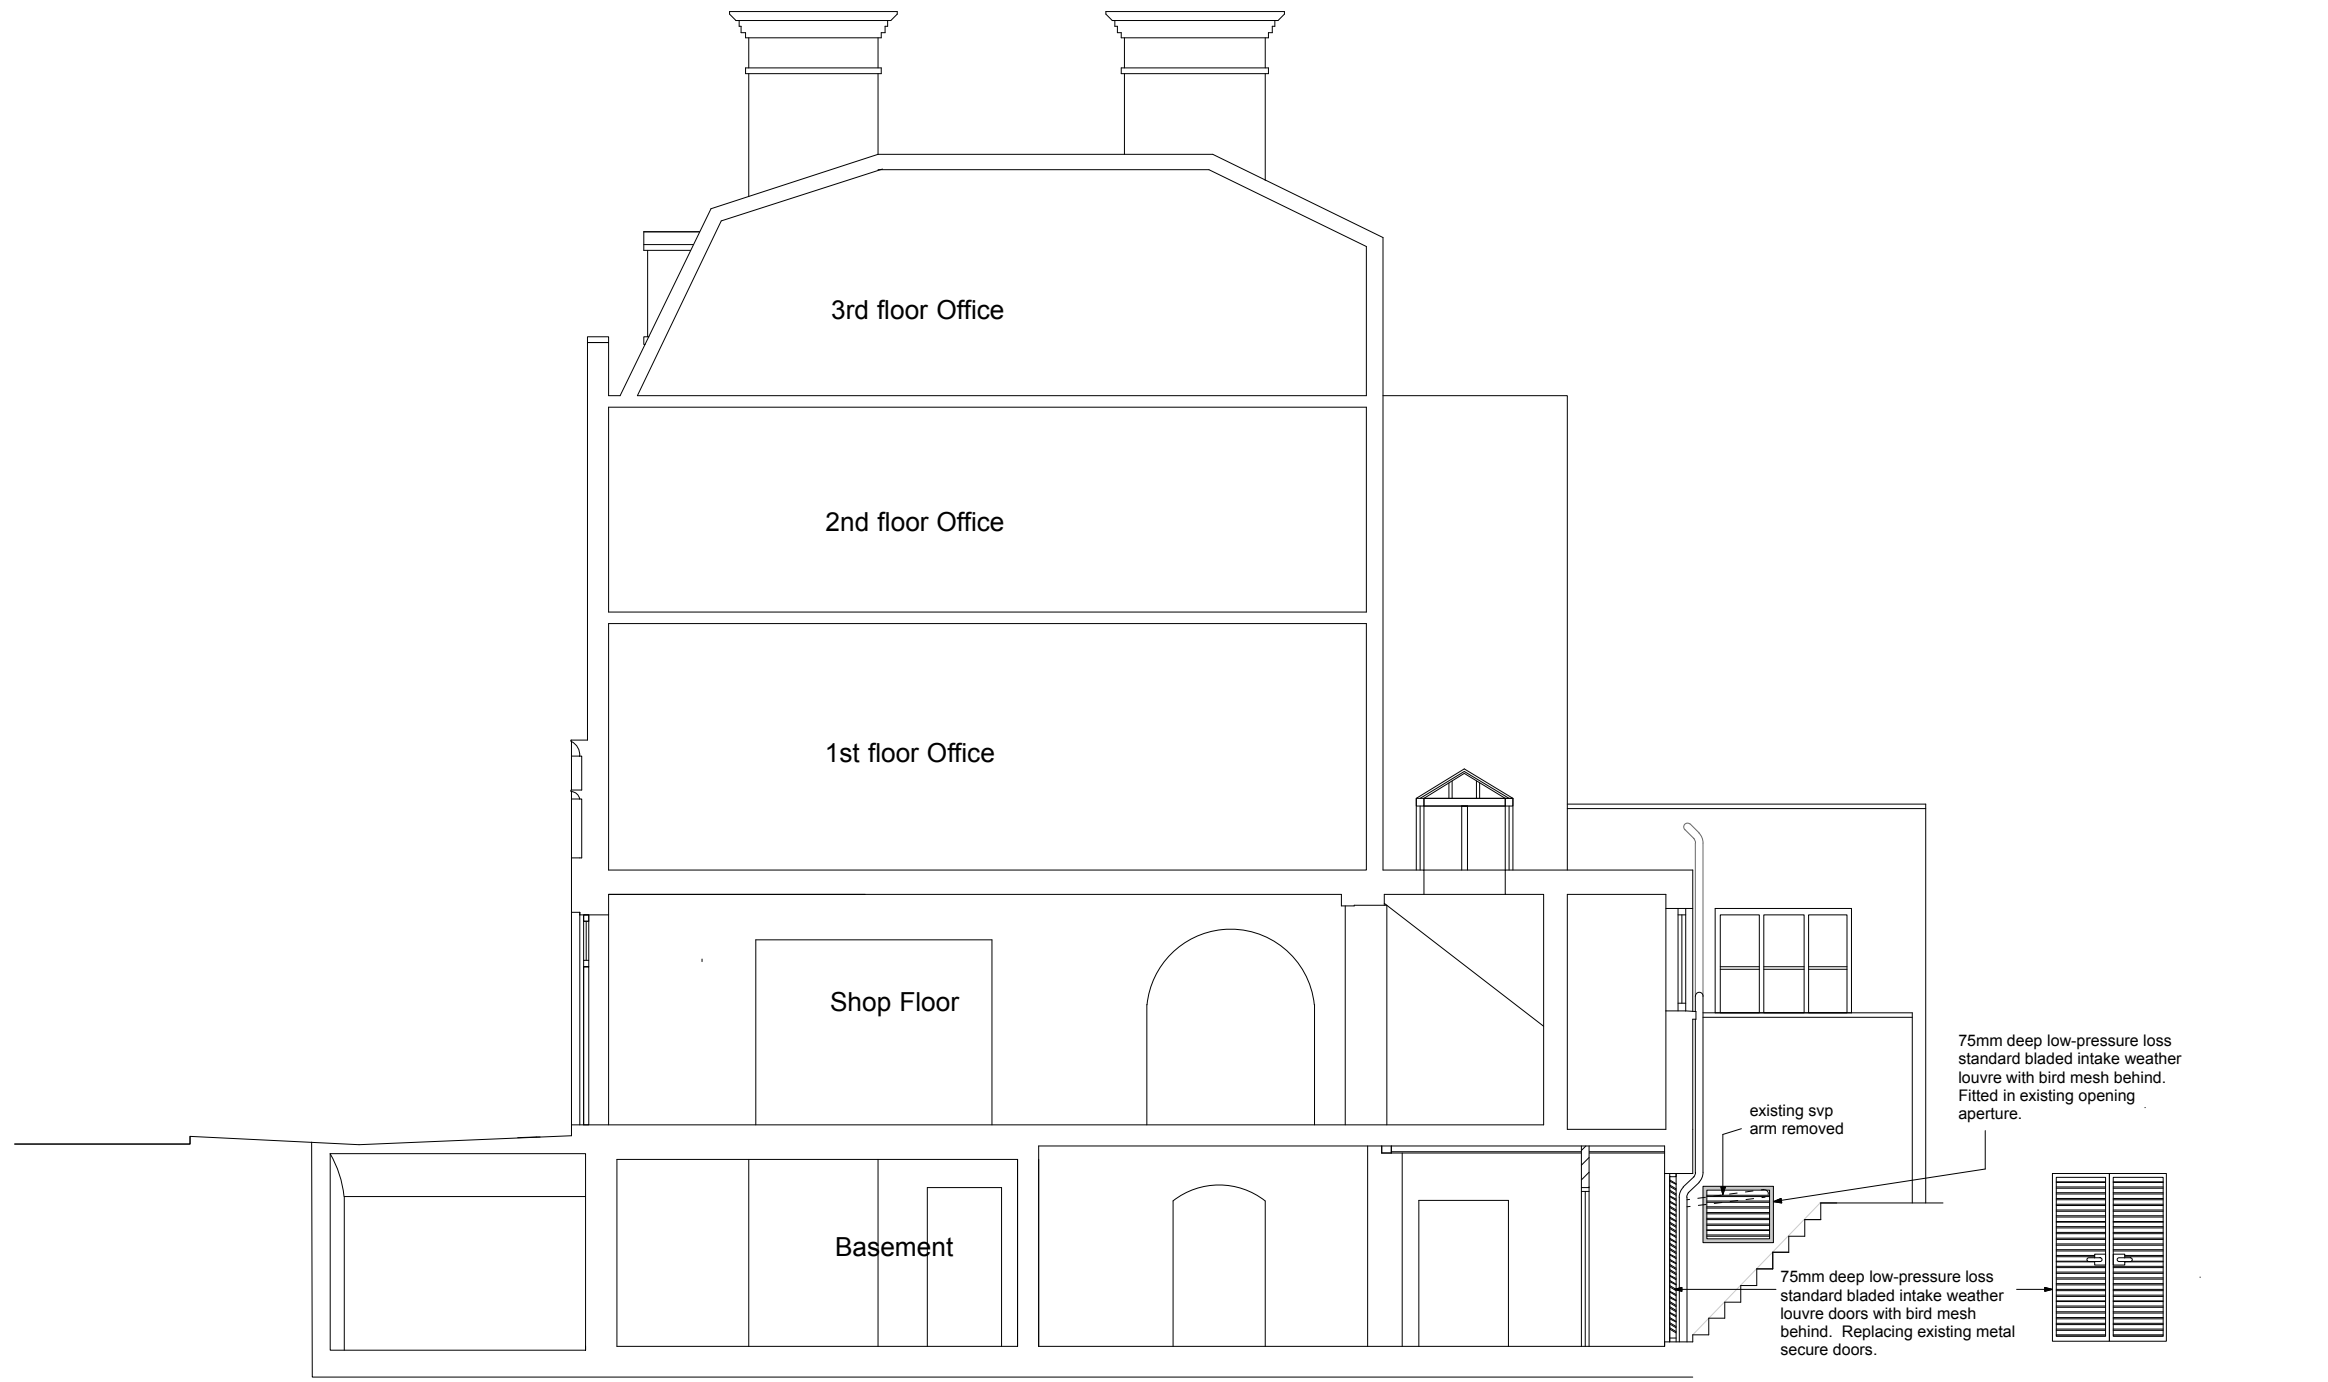 3rd floor Office
2nd floor Office
1st floor Office
Shop Floor
75mm deep low-pressure loss
standard bladed intake weather
louvre with bird mesh behind.
Fitted in existing opening
aperture.
existing svp
arm removed
Basement
75mm deep low-pressure loss
standard bladed intake weather
louvre doors with bird mesh
behind.  Replacing existing metal
secure doors.